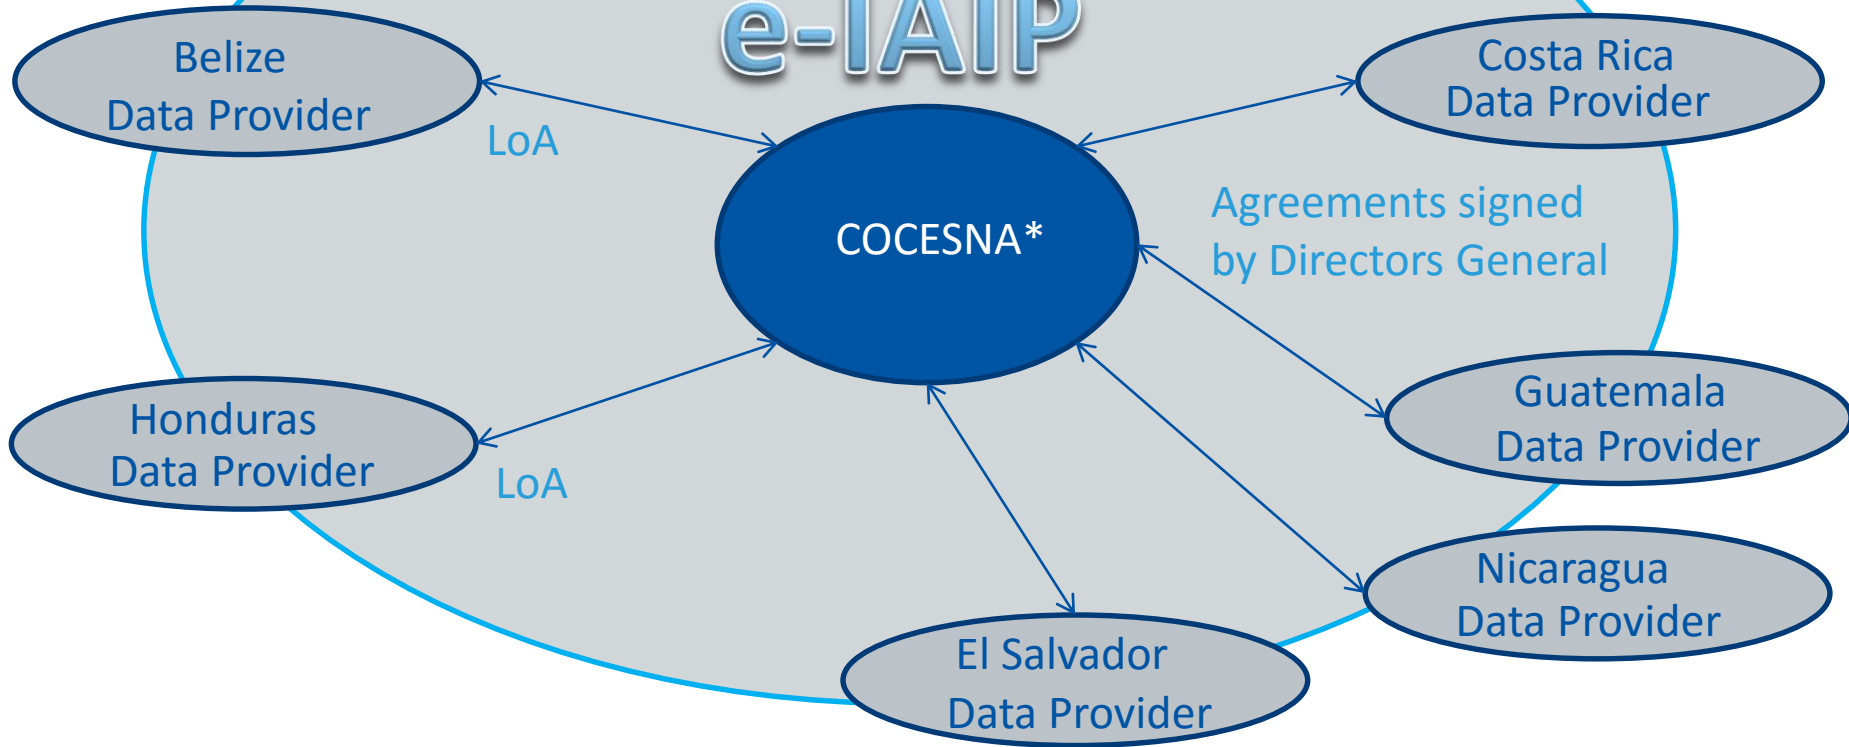 e-IAIP
Belize
Data Provider
Costa Rica
Data Provider
LoA
Agreements signed
by Directors General
COCESNA*
Honduras
Data Provider
LoA
Guatemala
Data Provider
Nicaragua
Data Provider
El Salvador
Data Provider